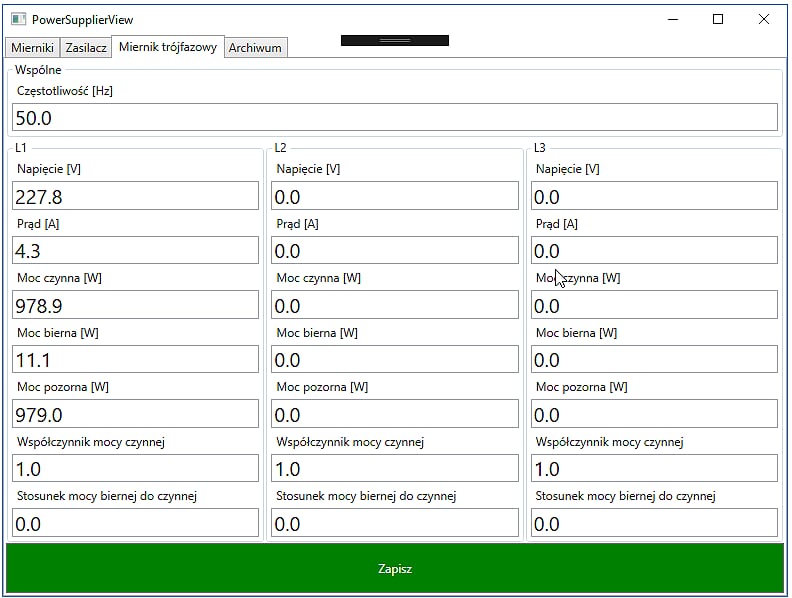 PowerSupplierView
Mierniki Zasilacz Miernik trójfazowy Archiwum
Wspólne
Częstotliwość [Hz]
50.0
L1
Napięcie [V]
227.8
Prąd [A]
4.3
Moc czynna [W]
978.9
Moc bierna [W]
11.1
Moc pozorna [W]
979.0
Współczynnik mocy czynnej
1.0
Stosunek mocy biernej do czynnej
0.0
L2
Napięcie [V]
0.0
Prąd [A]
0.0
Moc czynna [W]
0.0
Moc bierna [W]
0.0
Moc pozorna [W]
0.0
Współczynnik mocy czynnej
1.0
Stosunek mocy biernej do czynnej
0.0
L3
Napięcie [V]
0.0
Prąd [A]
0.0
Moc czynna [W]
0.0
Moc bierna [W]
0.0
Moc pozorna [W]
0.0
Współczynnik mocy czynnej
1.0
Stosunek mocy biernej do czynnej
0.0
Zapisz